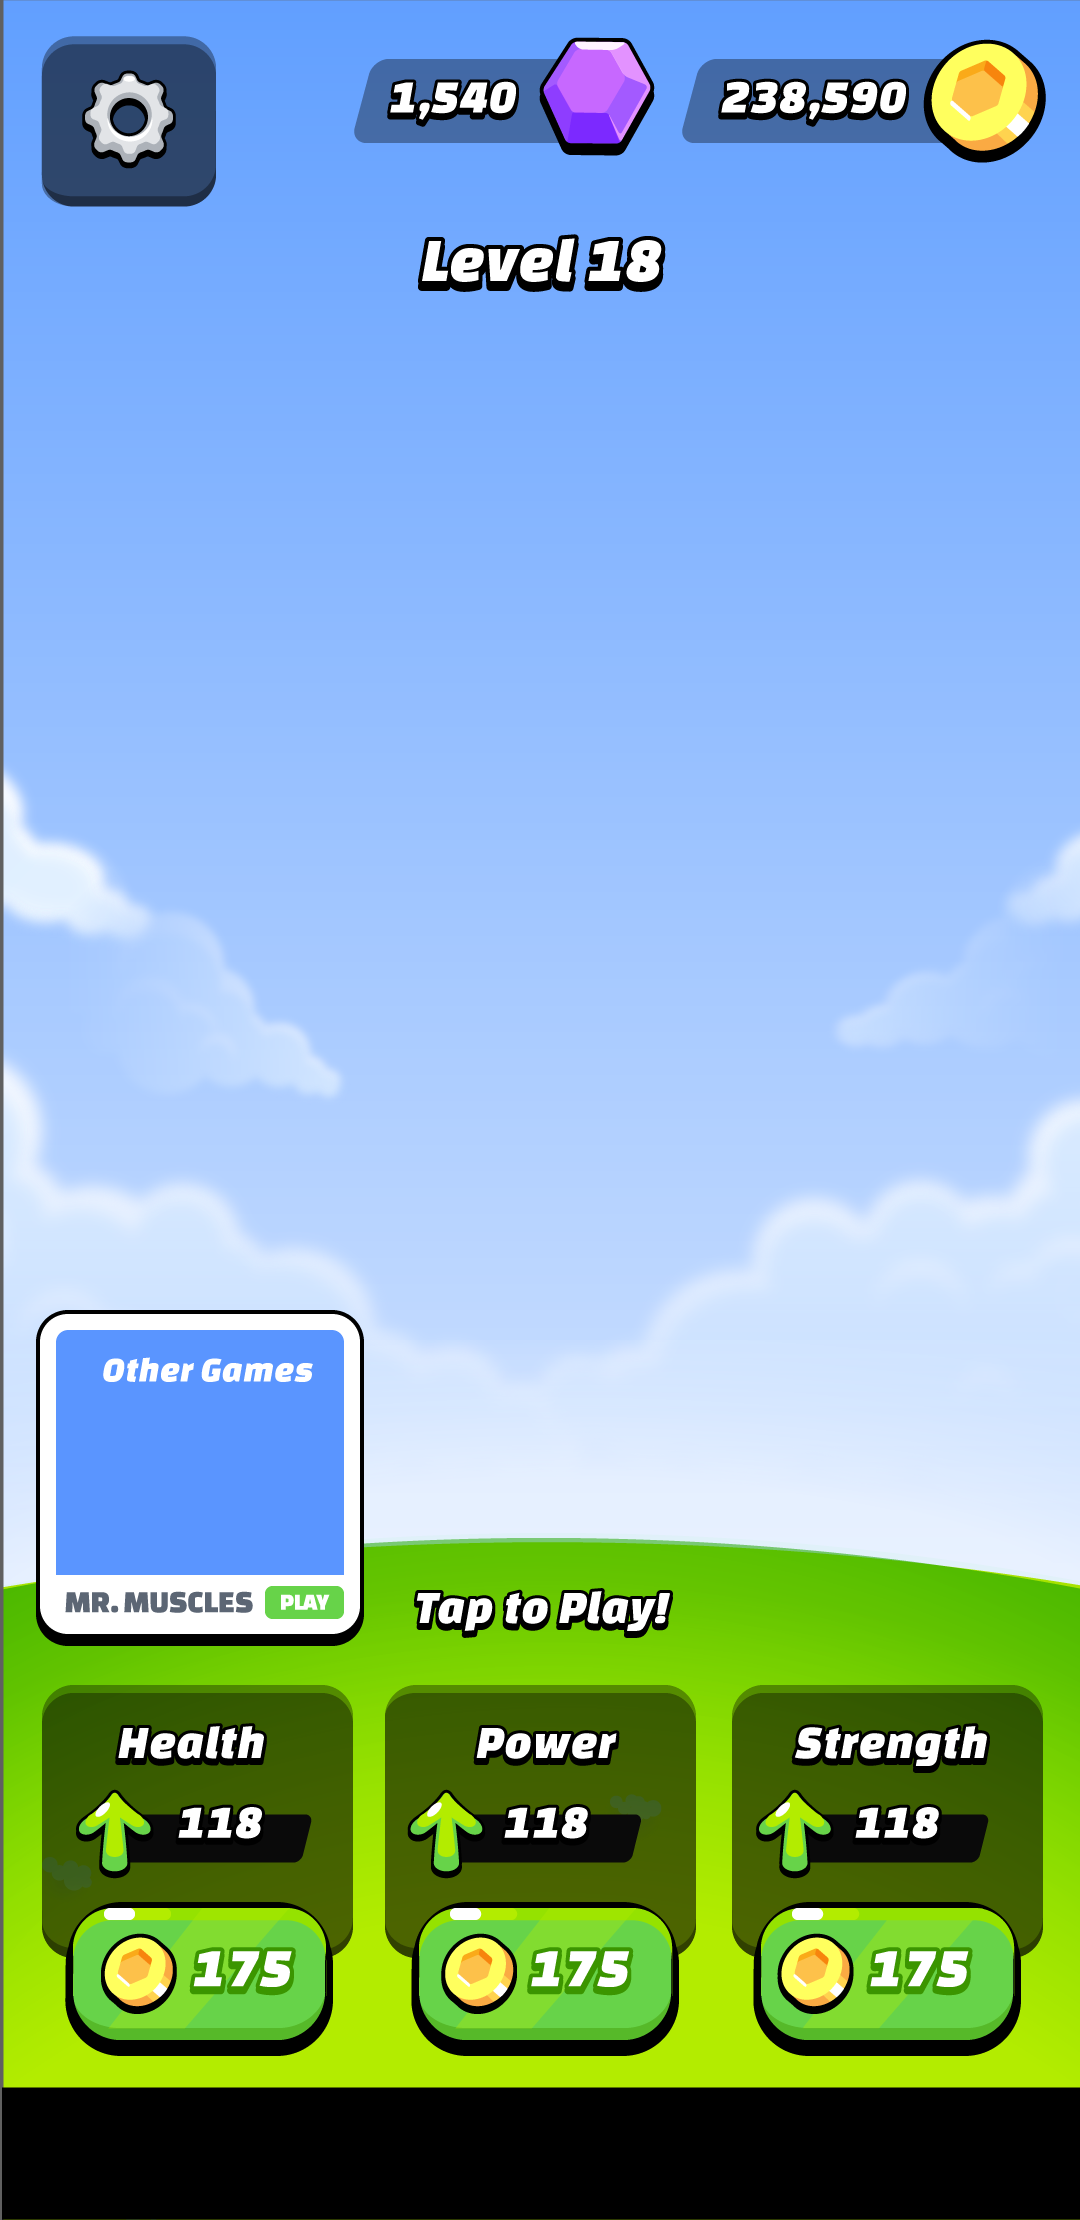 1,540
238,590
Level 18
Other Games
MR. MUSCLES
PLAY
Tap to Play!
Health
Power
Strength
118
118
118
175
175
175